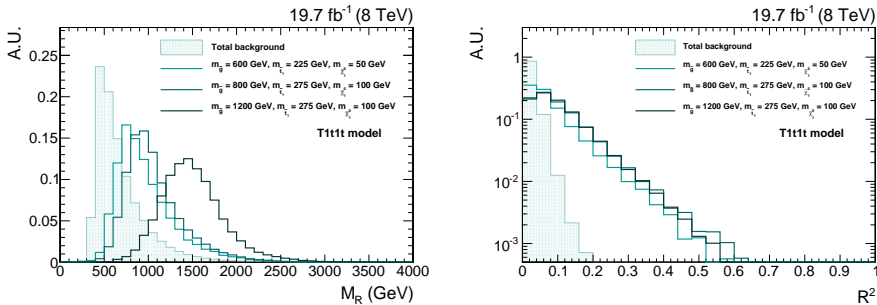 19.7 fb⁻¹ (8 TeV)
A.U.
0.25
0.2
0.15
0.1
0.05
0
Total background
m_g̃ = 600 GeV, m_t̃₁ = 225 GeV, m_χ̃⁰₁ = 50 GeV
m_g̃ = 800 GeV, m_t̃₁ = 275 GeV, m_χ̃⁰₁ = 100 GeV
m_g̃ = 1200 GeV, m_t̃₁ = 275 GeV, m_χ̃⁰₁ = 100 GeV
T1t1t model
0 500 1000 1500 2000 2500 3000 3500 4000
M_R (GeV)
19.7 fb⁻¹ (8 TeV)
A.U.
1
10⁻¹
10⁻²
10⁻³
Total background
m_g̃ = 600 GeV, m_t̃₁ = 225 GeV, m_χ̃⁰₁ = 50 GeV
m_g̃ = 800 GeV, m_t̃₁ = 275 GeV, m_χ̃⁰₁ = 100 GeV
m_g̃ = 1200 GeV, m_t̃₁ = 275 GeV, m_χ̃⁰₁ = 100 GeV
T1t1t model
0 0.1 0.2 0.3 0.4 0.5 0.6 0.7 0.8 0.9 1
R²